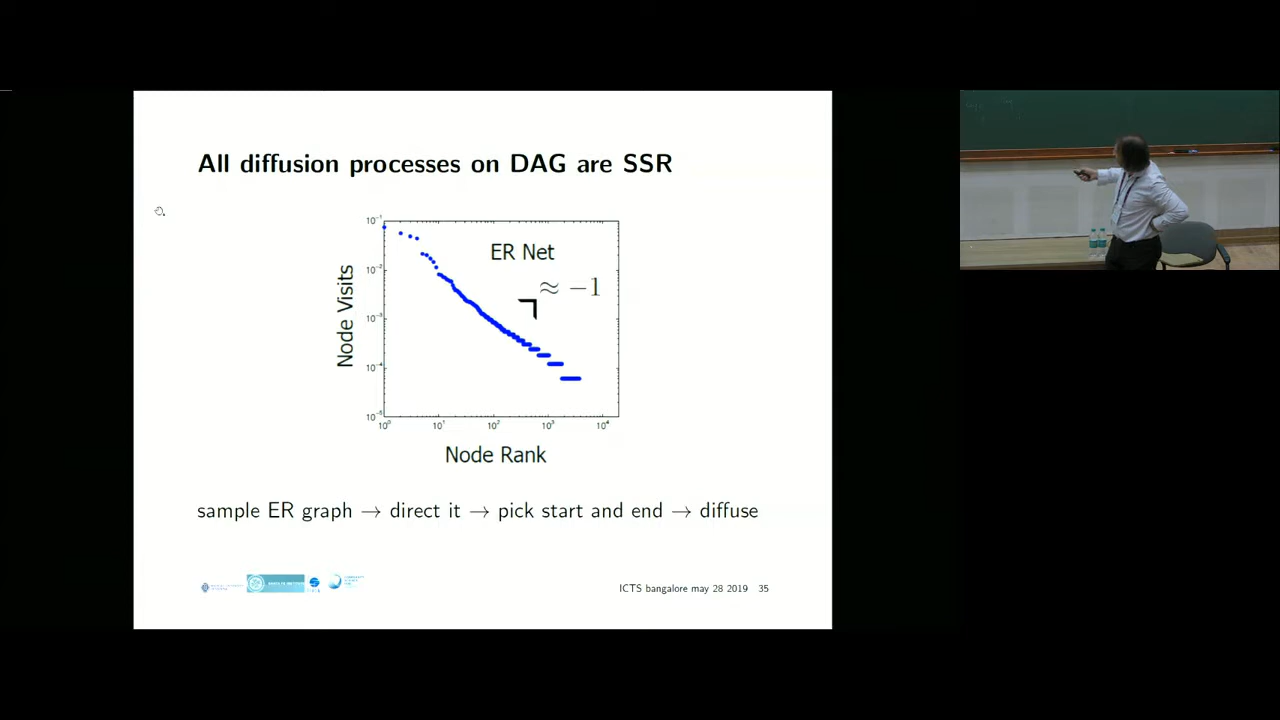 All diffusion processes on DAG are SSR
10⁻¹
10⁻²
10⁻³
10⁻⁴
10⁻⁵
Node Visits
ER Net
≈ −1
10⁰ 10¹ 10² 10³ 10⁴
Node Rank
sample ER graph → direct it → pick start and end → diffuse
ICTS bangalore may 28 2019 35